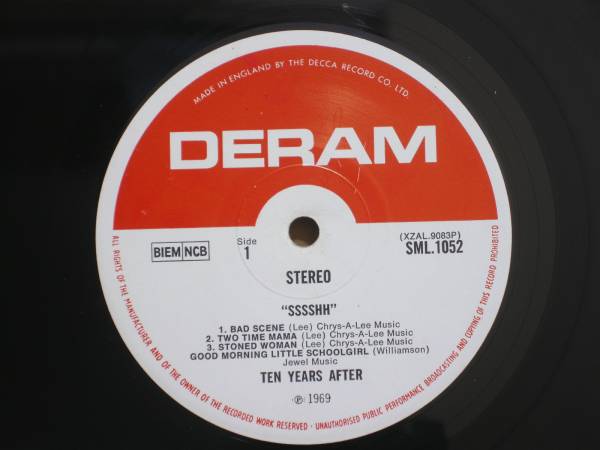 MADE IN ENGLAND BY THE DECCA RECORD CO. LTD.
DERAM
BIEM NCB
Side
1
(XZAL.9083P)
SML.1052
STEREO
"SSSSHH"
1. BAD SCENE (Lee) Chrys-A-Lee Music
2. TWO TIME MAMA (Lee) Chrys-A-Lee Music
3. STONED WOMAN (Lee) Chrys-A-Lee Music
GOOD MORNING LITTLE SCHOOLGIRL (Williamson)
Jewel Music
TEN YEARS AFTER
℗ 1969
ALL RIGHTS OF THE MANUFACTURER AND OF THE OWNER OF THE RECORDED WORK RESERVED · UNAUTHORISED PUBLIC PERFORMANCE BROADCASTING AND COPYING OF THIS RECORD PROHIBITED